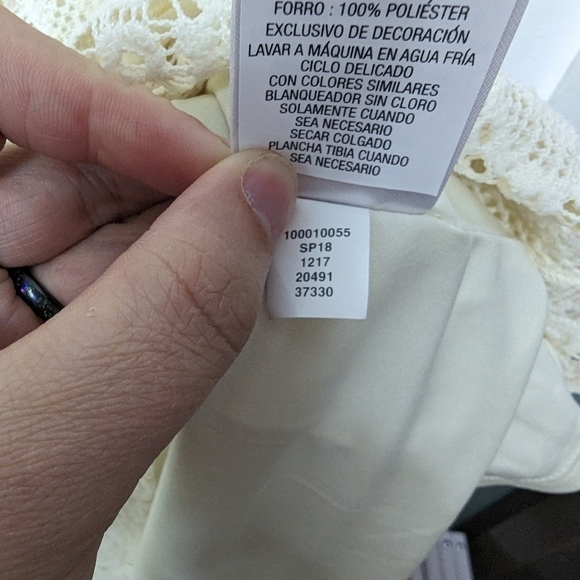 FORRO : 100% POLIÉSTER
EXCLUSIVO DE DECORACIÓN
LAVAR A MÁQUINA EN AGUA FRÍA
CICLO DELICADO
CON COLORES SIMILARES
BLANQUEADOR SIN CLORO
SOLAMENTE CUANDO
SEA NECESARIO
SECAR COLGADO
PLANCHA TIBIA CUANDO
SEA NECESARIO
100010055
SP18
1217
20491
37330